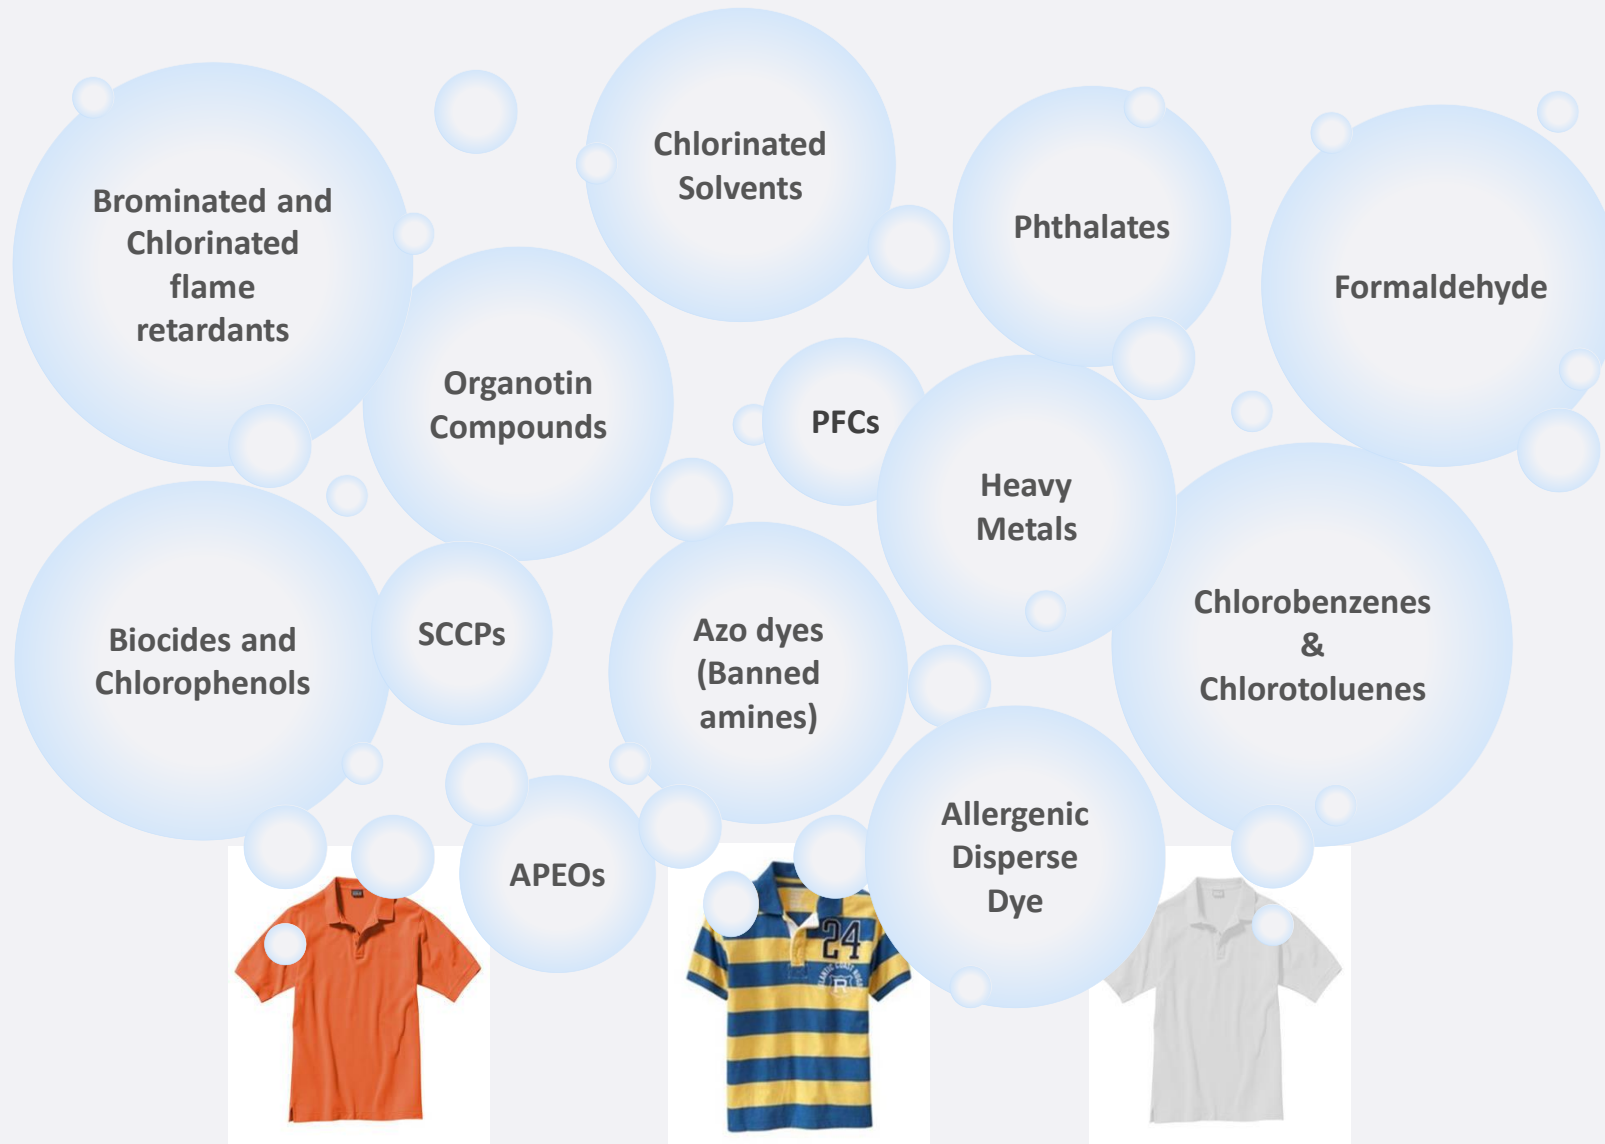 Brominated and
Chlorinated
flame
retardants
Chlorinated
Solvents
Phthalates
Formaldehyde
Organotin
Compounds
PFCs
Heavy
Metals
Biocides and
Chlorophenols
SCCPs
Azo dyes
(Banned
amines)
Chlorobenzenes
&
Chlorotoluenes
APEOs
Allergenic
Disperse
Dye
24
R